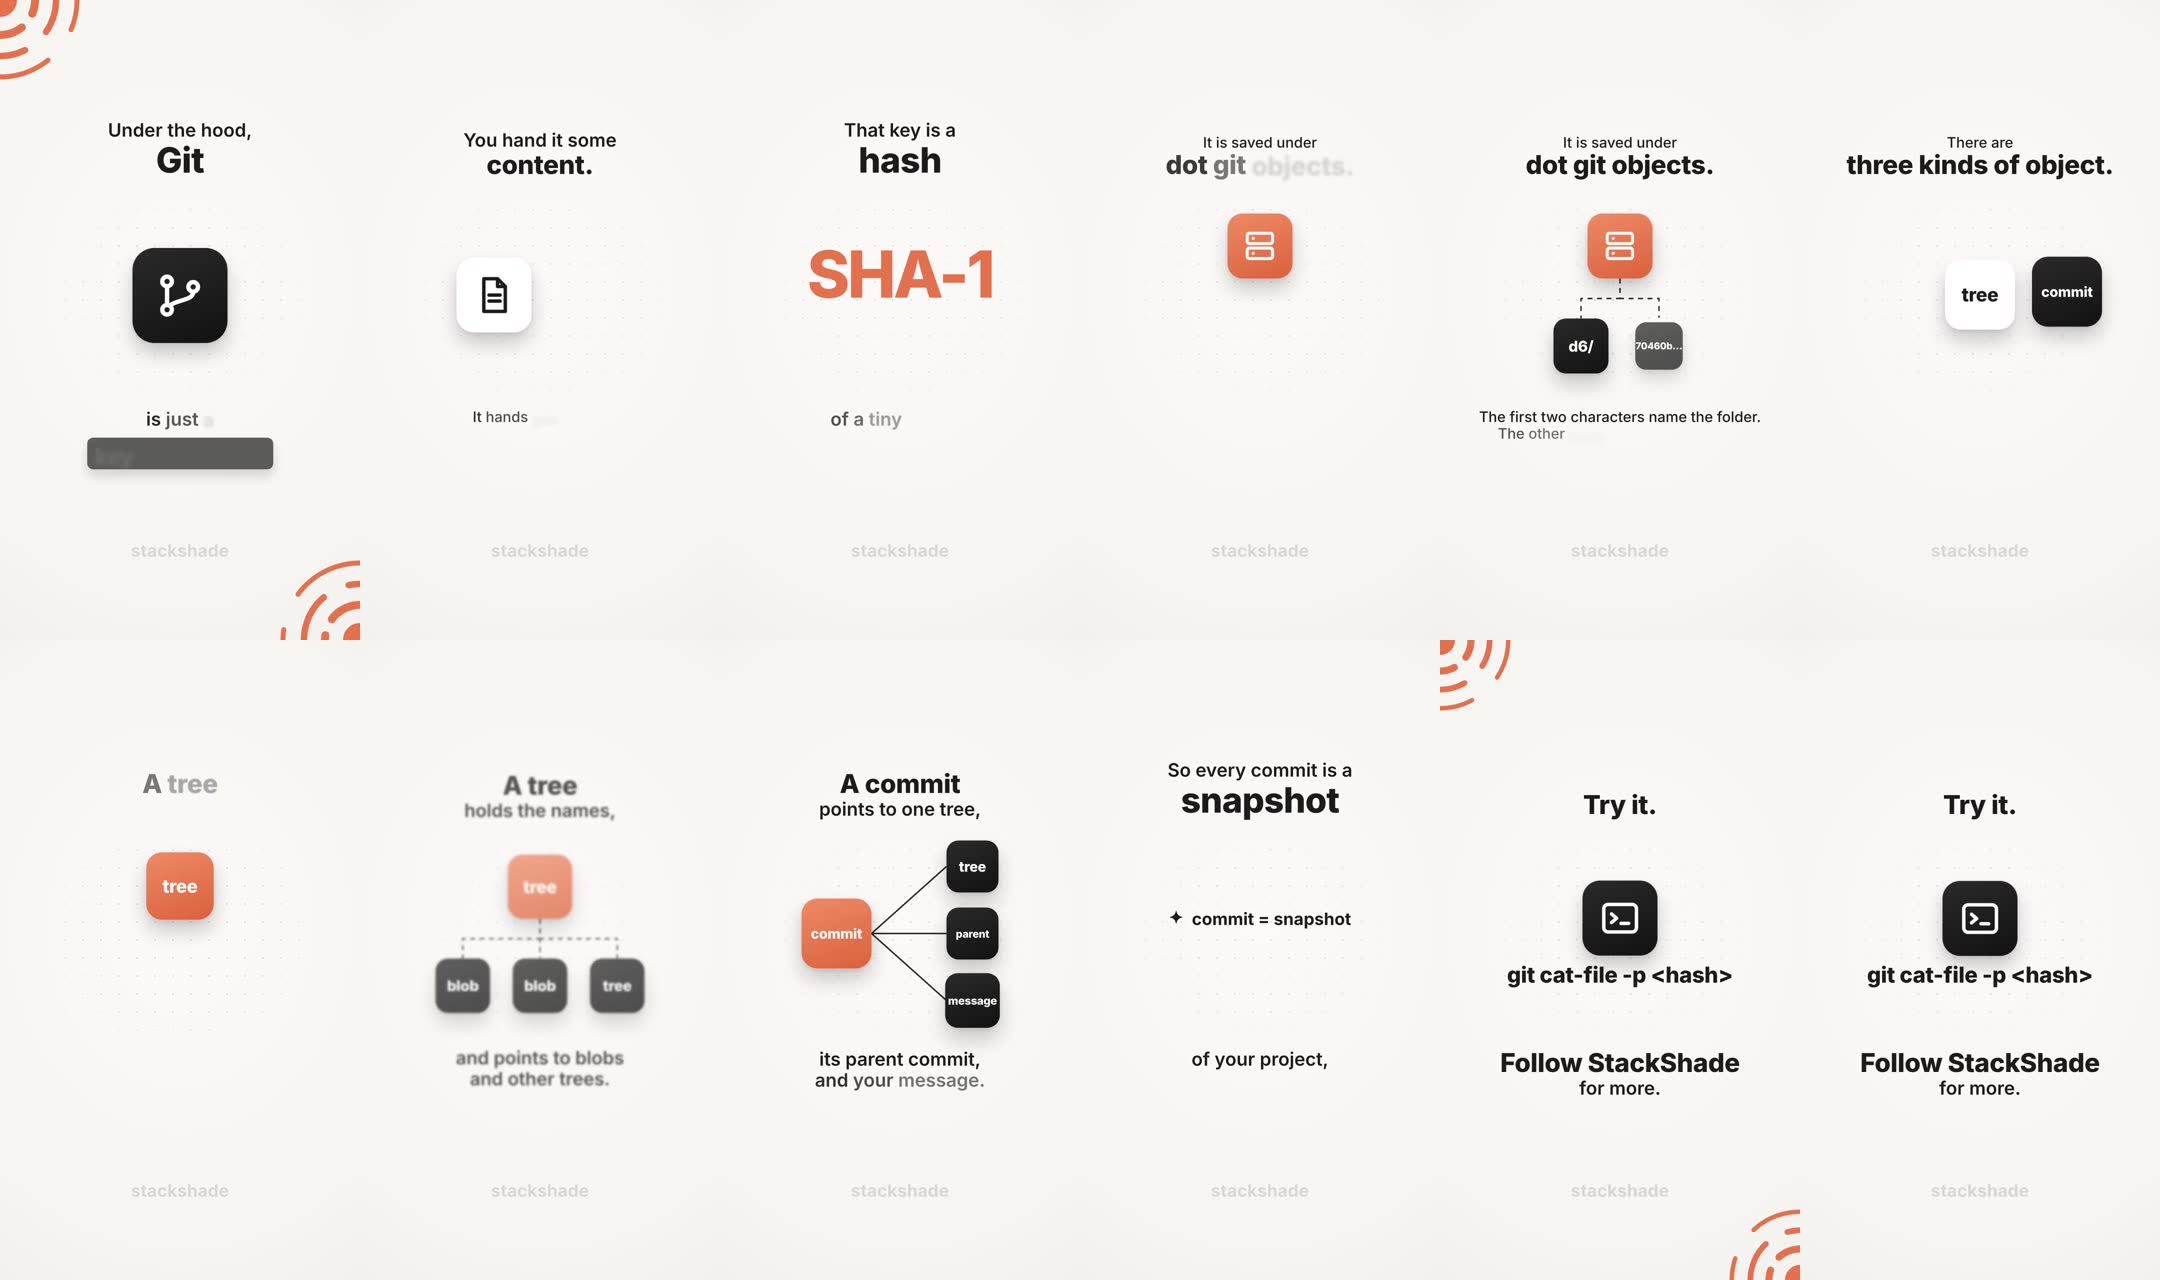 Under the hood,
Git
is just a
key
stackshade
You hand it some
content.
It hands
stackshade
That key is a
hash
SHA-1
of a tiny
stackshade
It is saved under
dot git objects.
stackshade
It is saved under
dot git objects.
d6/
70460b...
The first two characters name the folder.
The other
stackshade
There are
three kinds of object.
tree
commit
stackshade
A tree
tree
stackshade
A tree
holds the names,
tree
blob
blob
tree
and points to blobs
and other trees.
stackshade
A commit
points to one tree,
tree
commit
parent
message
its parent commit,
and your message.
stackshade
So every commit is a
snapshot
commit = snapshot
of your project,
stackshade
Try it.
git cat-file -p <hash>
Follow StackShade
for more.
stackshade
Try it.
git cat-file -p <hash>
Follow StackShade
for more.
stackshade